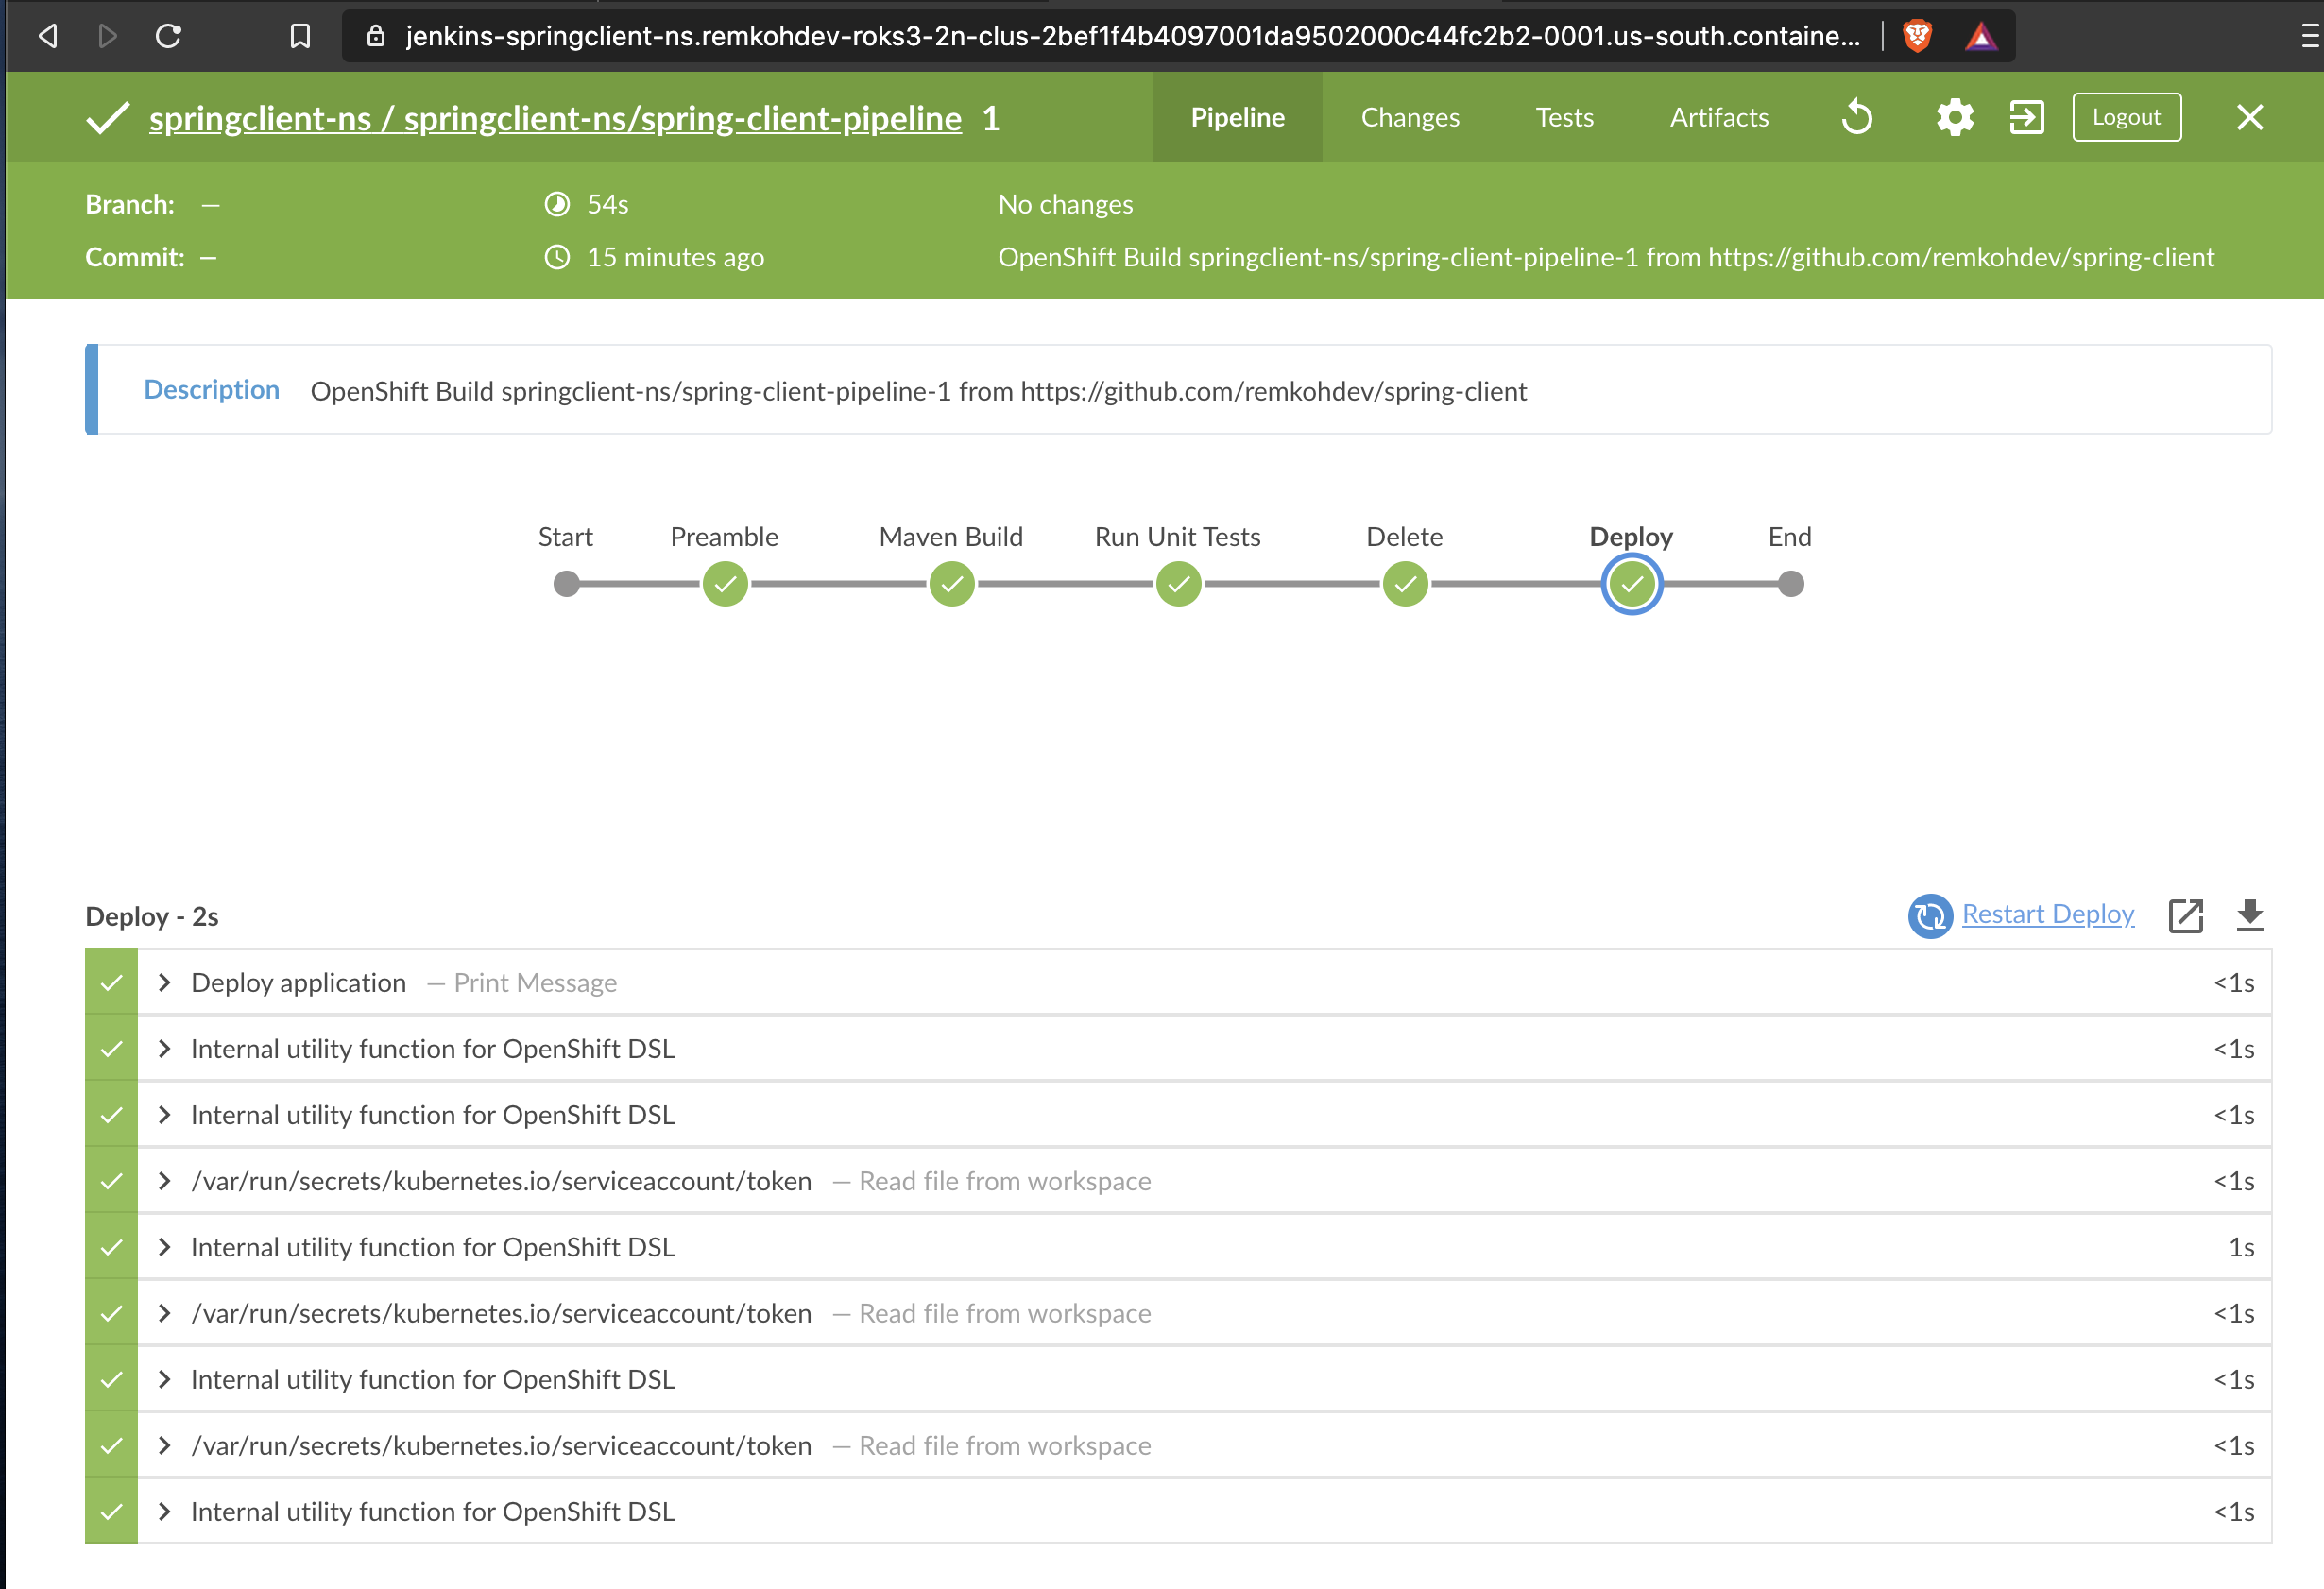 jenkins-springclient-ns.remkohdev-roks3-2n-clus-2bef1f4b4097001da9502000c44fc2b2-0001.us-south.containe...
springclient-ns / springclient-ns/spring-client-pipeline 1
Pipeline Changes Tests Artifacts Logout
Branch: — 54s No changes
Commit: — 15 minutes ago OpenShift Build springclient-ns/spring-client-pipeline-1 from https://github.com/remkohdev/spring-client
Description OpenShift Build springclient-ns/spring-client-pipeline-1 from https://github.com/remkohdev/spring-client
Start Preamble Maven Build Run Unit Tests Delete Deploy End
Deploy - 2s Restart Deploy
Deploy application — Print Message <1s
Internal utility function for OpenShift DSL <1s
Internal utility function for OpenShift DSL <1s
/var/run/secrets/kubernetes.io/serviceaccount/token — Read file from workspace <1s
Internal utility function for OpenShift DSL 1s
/var/run/secrets/kubernetes.io/serviceaccount/token — Read file from workspace <1s
Internal utility function for OpenShift DSL <1s
/var/run/secrets/kubernetes.io/serviceaccount/token — Read file from workspace <1s
Internal utility function for OpenShift DSL <1s